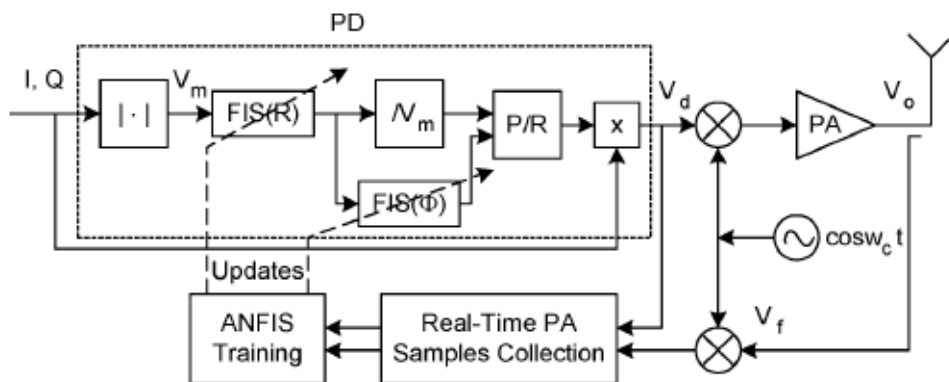 PD
I, Q
| · |
V_m
FIS(R)
/V_m
P/R
x
V_d
PA
V_o
FIS(Φ)
cosw_c t
Updates
ANFIS
Training
Real-Time PA
Samples Collection
V_f